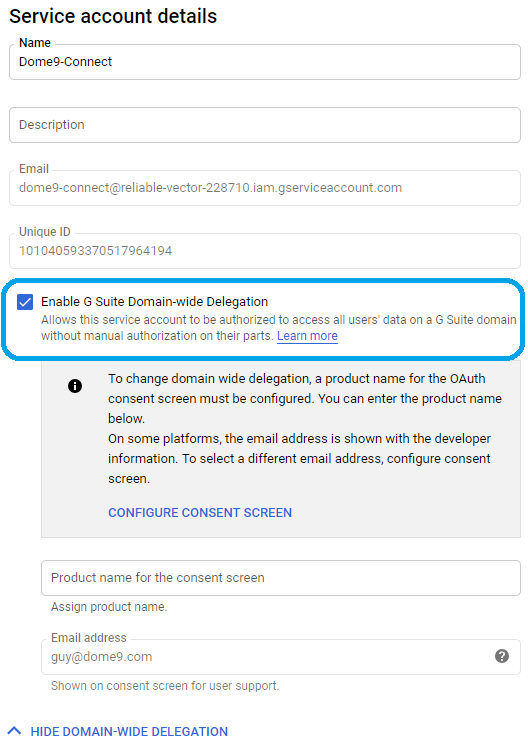 Service account details
Name
Dome9-Connect
Description
Email
dome9-connect@reliable-vector-228710.iam.gserviceaccount.com
Unique ID
101040593370517964194
Enable G Suite Domain-wide Delegation
Allows this service account to be authorized to access all users' data on a G Suite domain
without manual authorization on their parts. Learn more
To change domain wide delegation, a product name for the OAuth
consent screen must be configured. You can enter the product name
below.
On some platforms, the email address is shown with the developer
information. To select a different email address, configure consent
screen.
CONFIGURE CONSENT SCREEN
Product name for the consent screen
Assign product name.
Email address
guy@dome9.com
Shown on consent screen for user support.
HIDE DOMAIN-WIDE DELEGATION